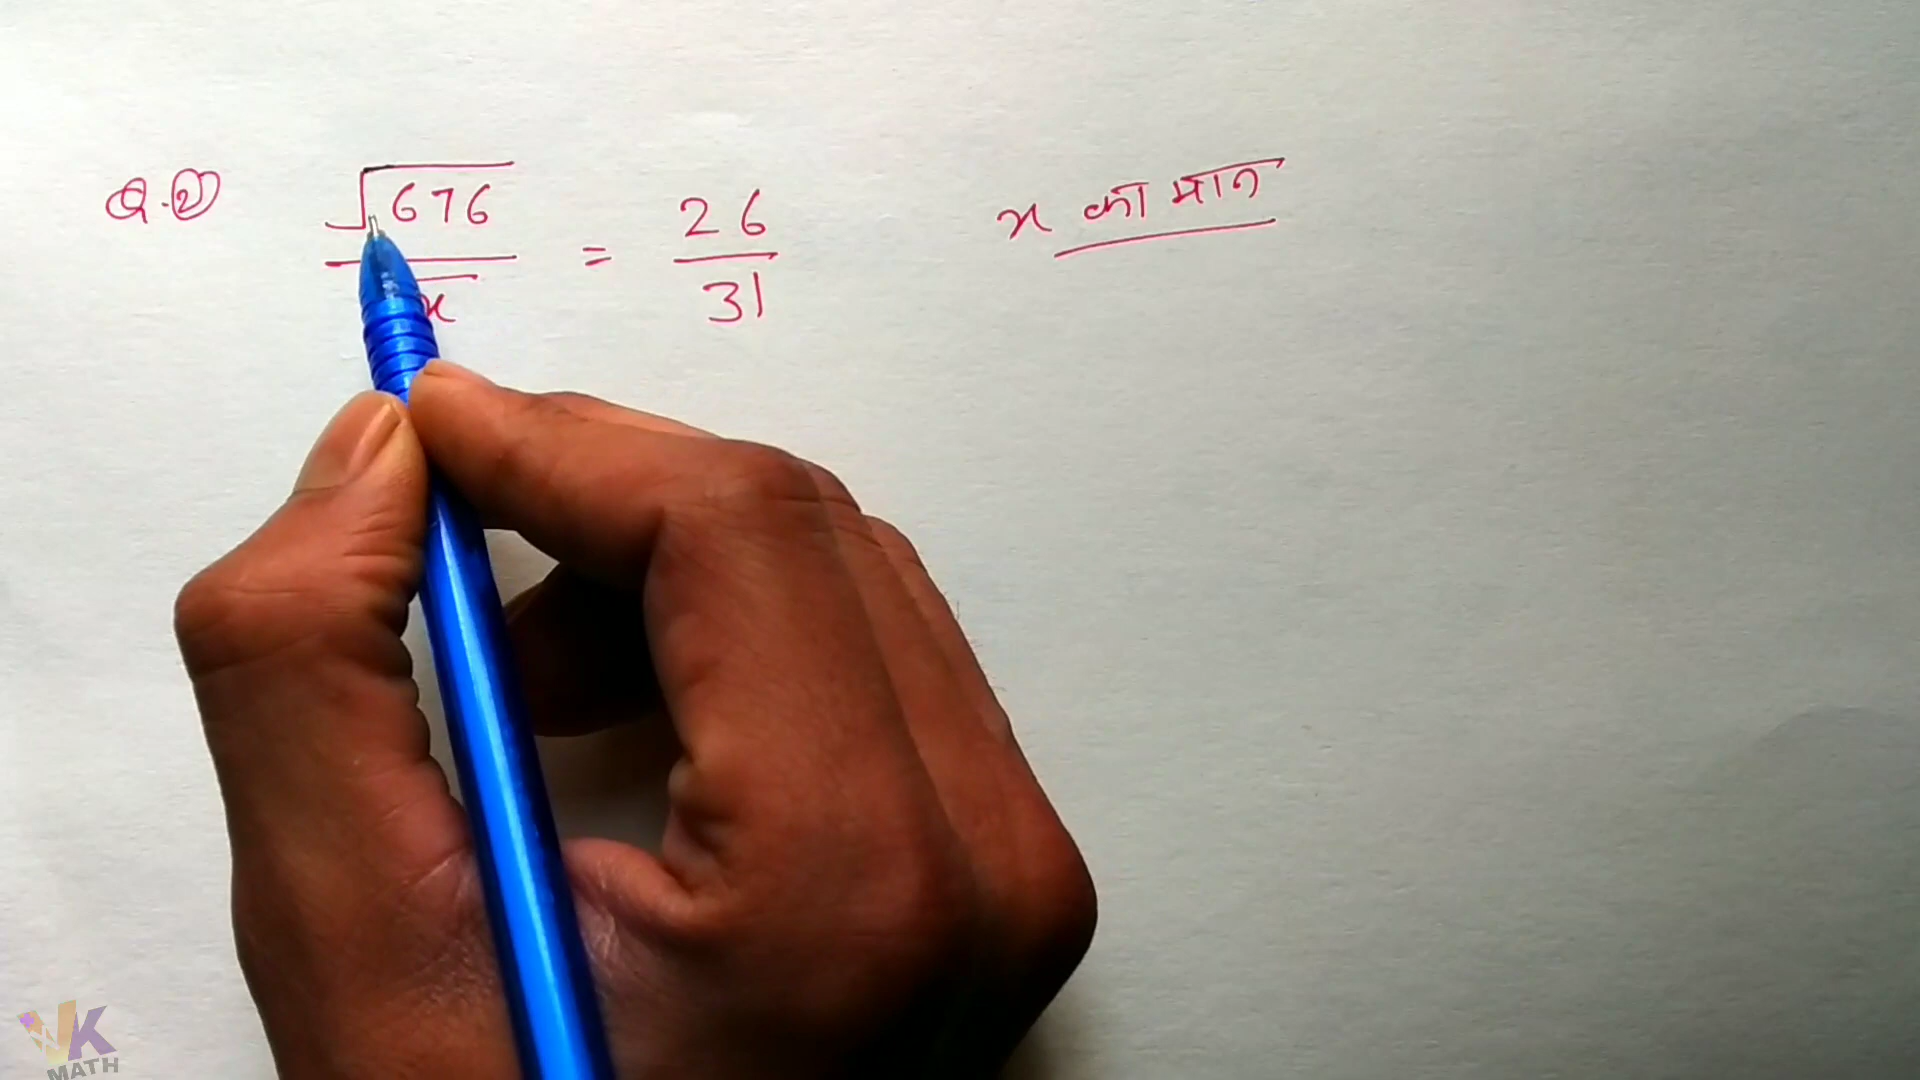 Q.② √676 / √x = 26 / 31 x का मान
VK
MATH